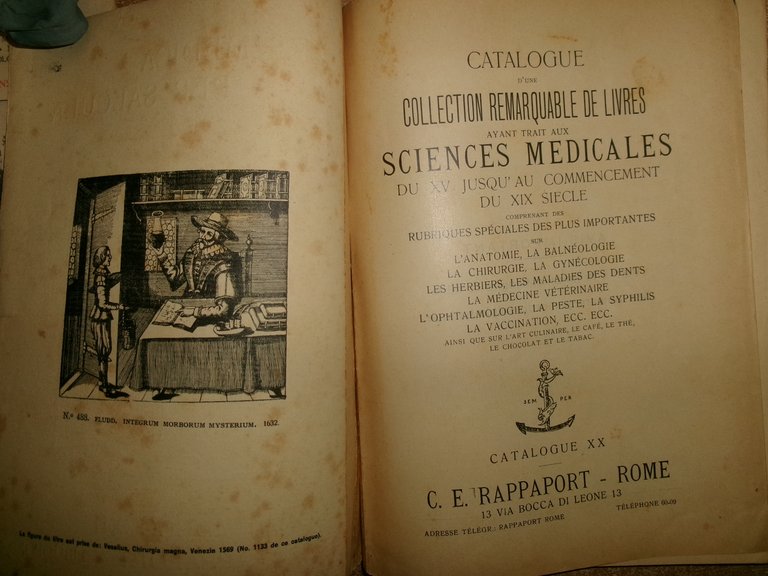 N.º 488. FLUDD, INTEGRUM MORBORUM MYSTERIUM. 1632.
La figure du titre est prise de: Vesalius, Chirurgia magna, Venezia 1569 (No. 1133 de ce catalogue).
CATALOGUE
D'UNE
COLLECTION REMARQUABLE DE LIVRES
AYANT TRAIT AUX
SCIENCES MEDICALES
DU XV JUSQU'AU COMMENCEMENT
DU XIX SIECLE
COMPRENANT DES
RUBRIQUES SPÉCIALES DES PLUS IMPORTANTES
SUR
L'ANATOMIE, LA BALNÉOLOGIE
LA CHIRURGIE, LA GYNÉCOLOGIE
LES HERBIERS, LES MALADIES DES DENTS
LA MÉDECINE VÉTÉRINAIRE
L'OPHTALMOLOGIE, LA PESTE, LA SYPHILIS
LA VACCINATION, ECC. ECC.
AINSI QUE SUR L'ART CULINAIRE, LE CAFÉ, LE THÉ,
LE CHOCOLAT ET LE TABAC.
SEM PER
CATALOGUE XX
C. E. RAPPAPORT - ROME
13 VIA BOCCA DI LEONE 13
ADRESSE TÉLÉGR.: RAPPAPORT ROME TÉLÉPHONE 60-09